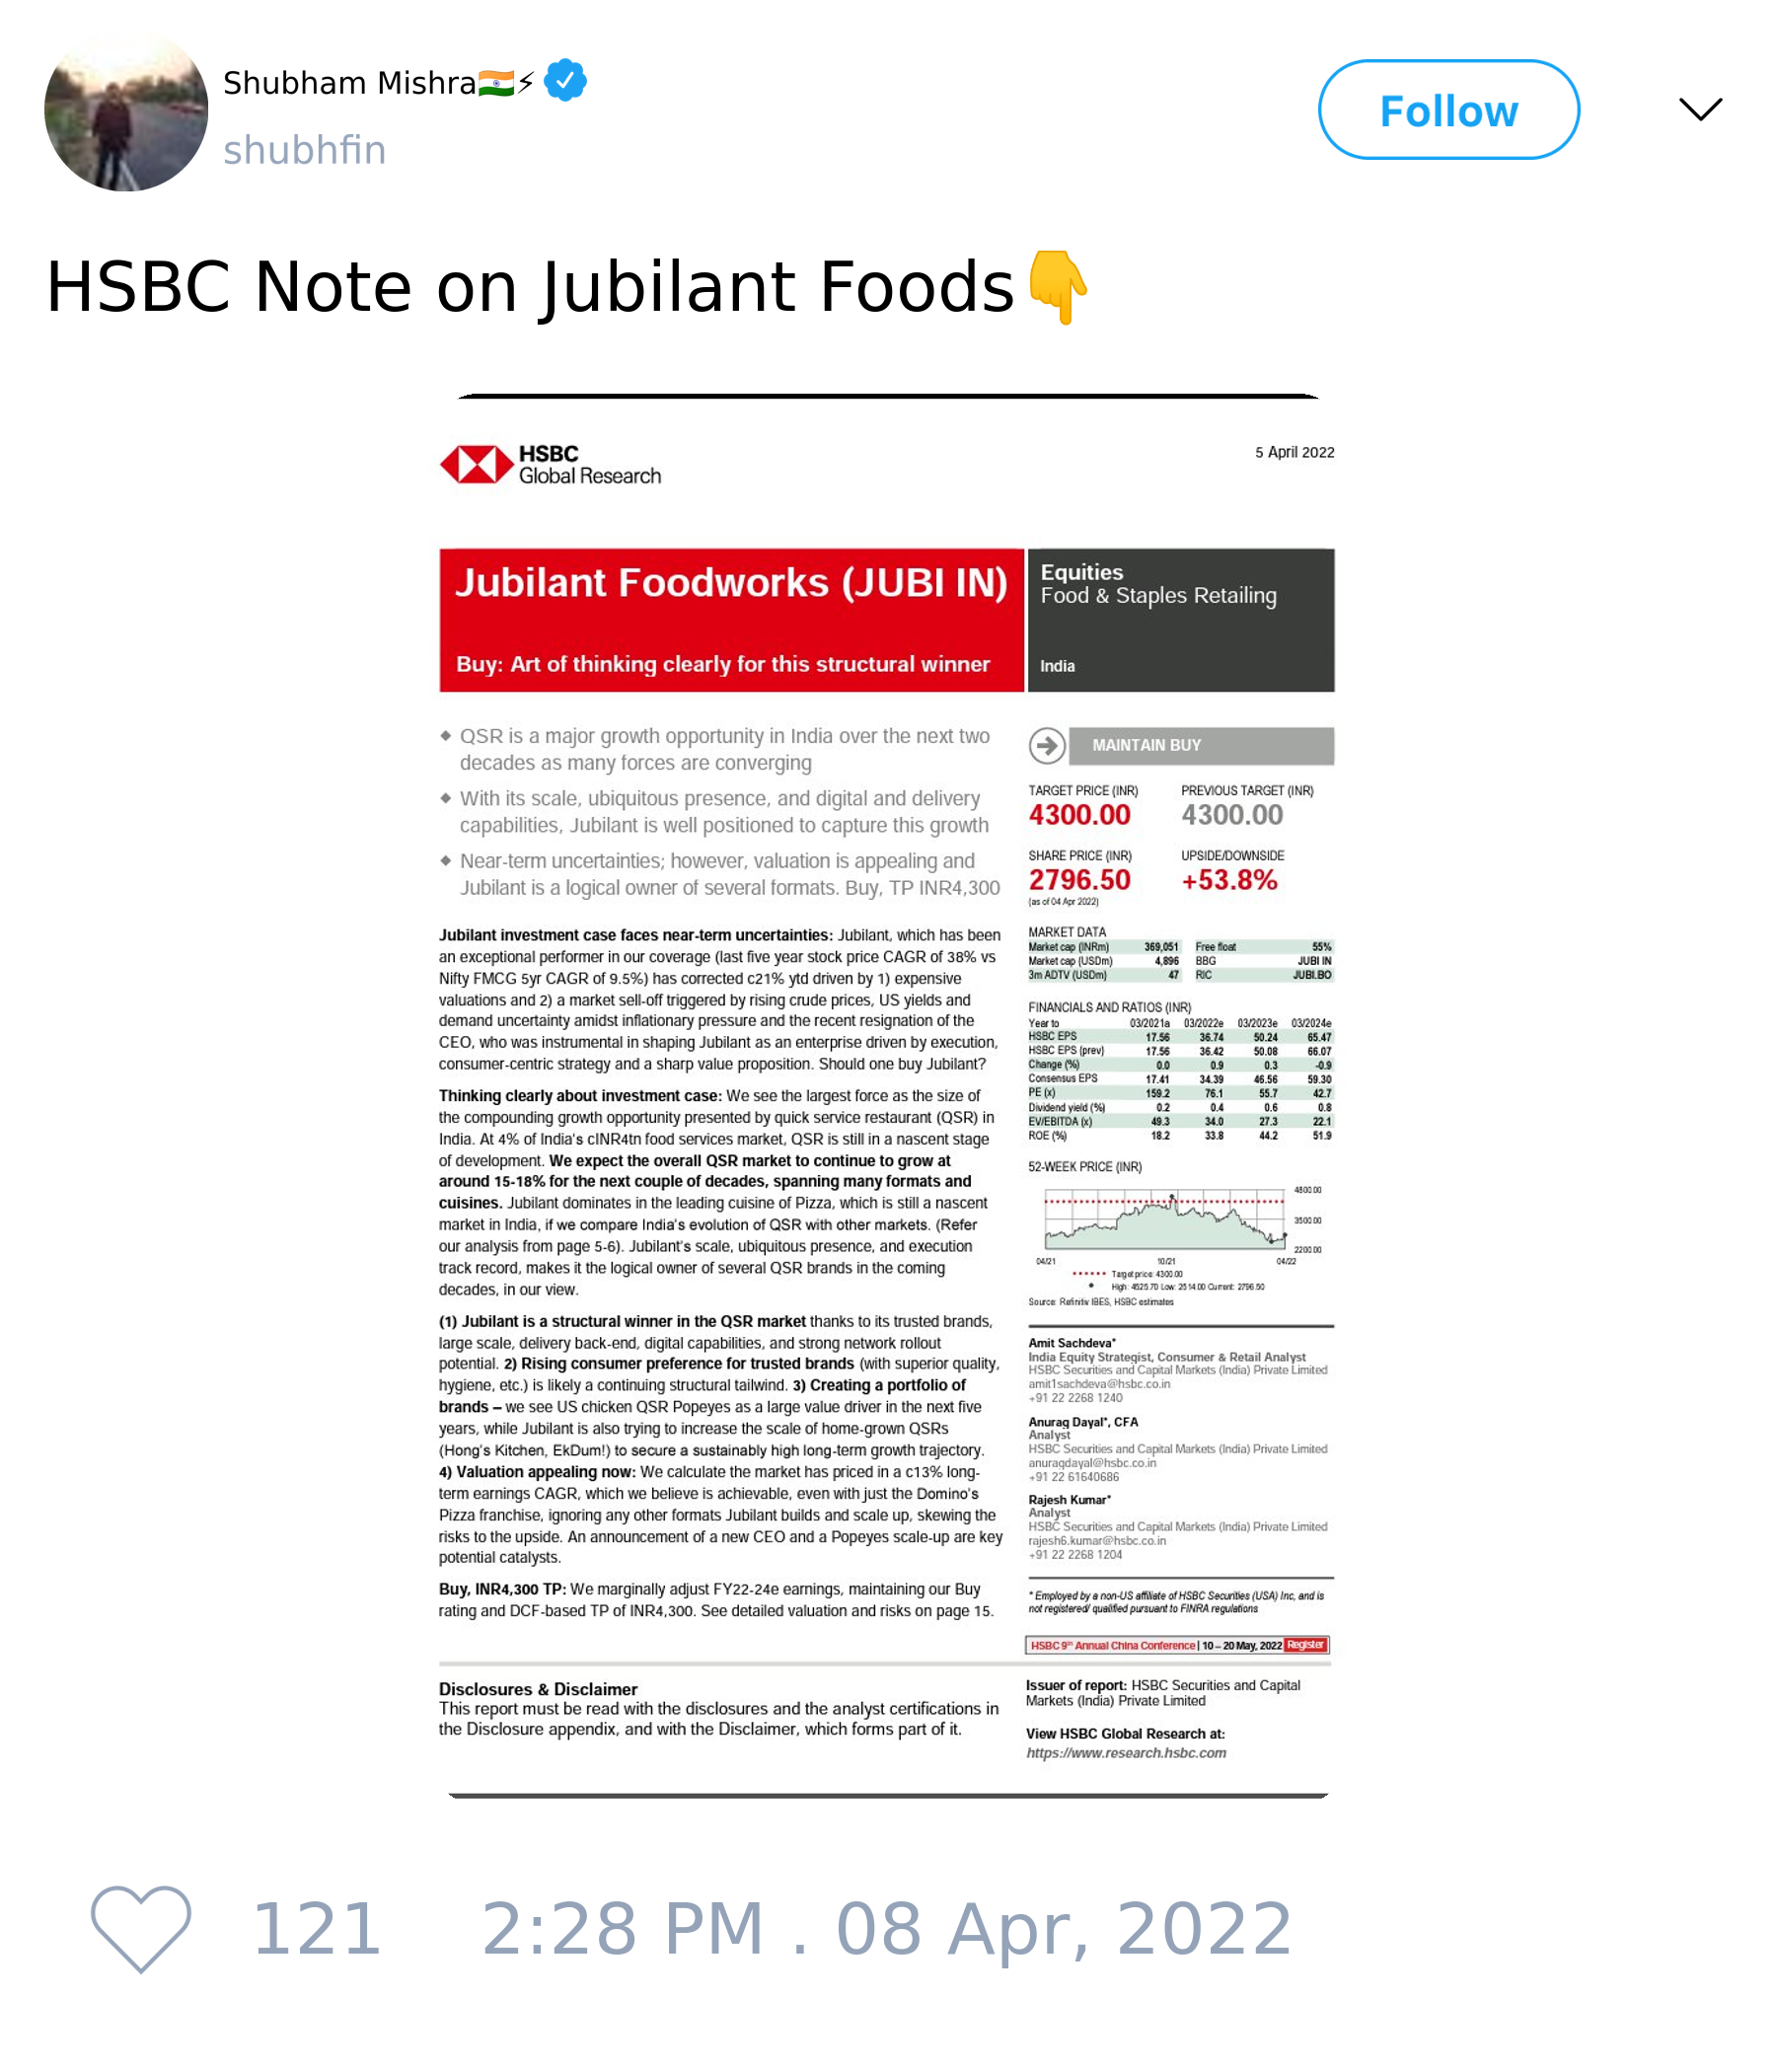 Shubham Mishra🇮🇳⚡
shubhfin
Follow
HSBC Note on Jubilant Foods👇
HSBC
Global Research
5 April 2022
Jubilant Foodworks (JUBI IN)
Buy: Art of thinking clearly for this structural winner
Equities
Food & Staples Retailing
India
◆ QSR is a major growth opportunity in India over the next two
decades as many forces are converging
◆ With its scale, ubiquitous presence, and digital and delivery
capabilities, Jubilant is well positioned to capture this growth
◆ Near-term uncertainties; however, valuation is appealing and
Jubilant is a logical owner of several formats. Buy, TP INR4,300
Jubilant investment case faces near-term uncertainties: Jubilant, which has been
an exceptional performer in our coverage (last five year stock price CAGR of 38% vs
Nifty FMCG 5yr CAGR of 9.5%) has corrected c21% ytd driven by 1) expensive
valuations and 2) a market sell-off triggered by rising crude prices, US yields and
demand uncertainty amidst inflationary pressure and the recent resignation of the
CEO, who was instrumental in shaping Jubilant as an enterprise driven by execution,
consumer-centric strategy and a sharp value proposition. Should one buy Jubilant?
Thinking clearly about investment case: We see the largest force as the size of
the compounding growth opportunity presented by quick service restaurant (QSR) in
India. At 4% of India's cINR4tn food services market, QSR is still in a nascent stage
of development. We expect the overall QSR market to continue to grow at
around 15-18% for the next couple of decades, spanning many formats and
cuisines. Jubilant dominates in the leading cuisine of Pizza, which is still a nascent
market in India, if we compare India's evolution of QSR with other markets. (Refer
our analysis from page 5-6). Jubilant's scale, ubiquitous presence, and execution
track record, makes it the logical owner of several QSR brands in the coming
decades, in our view.
(1) Jubilant is a structural winner in the QSR market thanks to its trusted brands,
large scale, delivery back-end, digital capabilities, and strong network rollout
potential. 2) Rising consumer preference for trusted brands (with superior quality,
hygiene, etc.) is likely a continuing structural tailwind. 3) Creating a portfolio of
brands – we see US chicken QSR Popeyes as a large value driver in the next five
years, while Jubilant is also trying to increase the scale of home-grown QSRs
(Hong's Kitchen, EkDum!) to secure a sustainably high long-term growth trajectory.
4) Valuation appealing now: We calculate the market has priced in a c13% long-
term earnings CAGR, which we believe is achievable, even with just the Domino's
Pizza franchise, ignoring any other formats Jubilant builds and scale up, skewing the
risks to the upside. An announcement of a new CEO and a Popeyes scale-up are key
potential catalysts.
Buy, INR4,300 TP: We marginally adjust FY22-24e earnings, maintaining our Buy
rating and DCF-based TP of INR4,300. See detailed valuation and risks on page 15.
MAINTAIN BUY
TARGET PRICE (INR) PREVIOUS TARGET (INR)
4300.00 4300.00
SHARE PRICE (INR) UPSIDE/DOWNSIDE
2796.50 +53.8%
(as of 04 Apr 2022)
MARKET DATA
Market cap (INRm) 369,051 Free float 55%
Market cap (USDm) 4,896 BBG JUBI IN
3m ADTV (USDm) 47 RIC JUBI.BO
FINANCIALS AND RATIOS (INR)
Year to 03/2021a 03/2022e 03/2023e 03/2024e
HSBC EPS 17.56 36.74 50.24 65.47
HSBC EPS (prev) 17.56 36.42 50.08 66.07
Change (%) 0.0 0.9 0.3 -0.9
Consensus EPS 17.41 34.39 46.56 59.30
PE (x) 159.2 76.1 55.7 42.7
Dividend yield (%) 0.2 0.4 0.6 0.8
EV/EBITDA (x) 49.3 34.0 27.3 22.1
ROE (%) 18.2 33.8 44.2 51.9
52-WEEK PRICE (INR)
4800.00
3500.00
2200.00
04/21 10/21 04/22
Target price: 4300.00
High: 4525.70 Low: 2514.00 Current: 2796.50
Source: Refinitiv IBES, HSBC estimates
Amit Sachdeva*
India Equity Strategist, Consumer & Retail Analyst
HSBC Securities and Capital Markets (India) Private Limited
amit1sachdeva@hsbc.co.in
+91 22 2268 1240
Anurag Dayal*, CFA
Analyst
HSBC Securities and Capital Markets (India) Private Limited
anuragdayal@hsbc.co.in
+91 22 61640686
Rajesh Kumar*
Analyst
HSBC Securities and Capital Markets (India) Private Limited
rajesh6.kumar@hsbc.co.in
+91 22 2268 1204
* Employed by a non-US affiliate of HSBC Securities (USA) Inc, and is
not registered/ qualified pursuant to FINRA regulations
HSBC 9th Annual China Conference | 10 – 20 May, 2022 Register
Disclosures & Disclaimer
This report must be read with the disclosures and the analyst certifications in
the Disclosure appendix, and with the Disclaimer, which forms part of it.
Issuer of report: HSBC Securities and Capital
Markets (India) Private Limited
View HSBC Global Research at:
https://www.research.hsbc.com
121 2:28 PM . 08 Apr, 2022